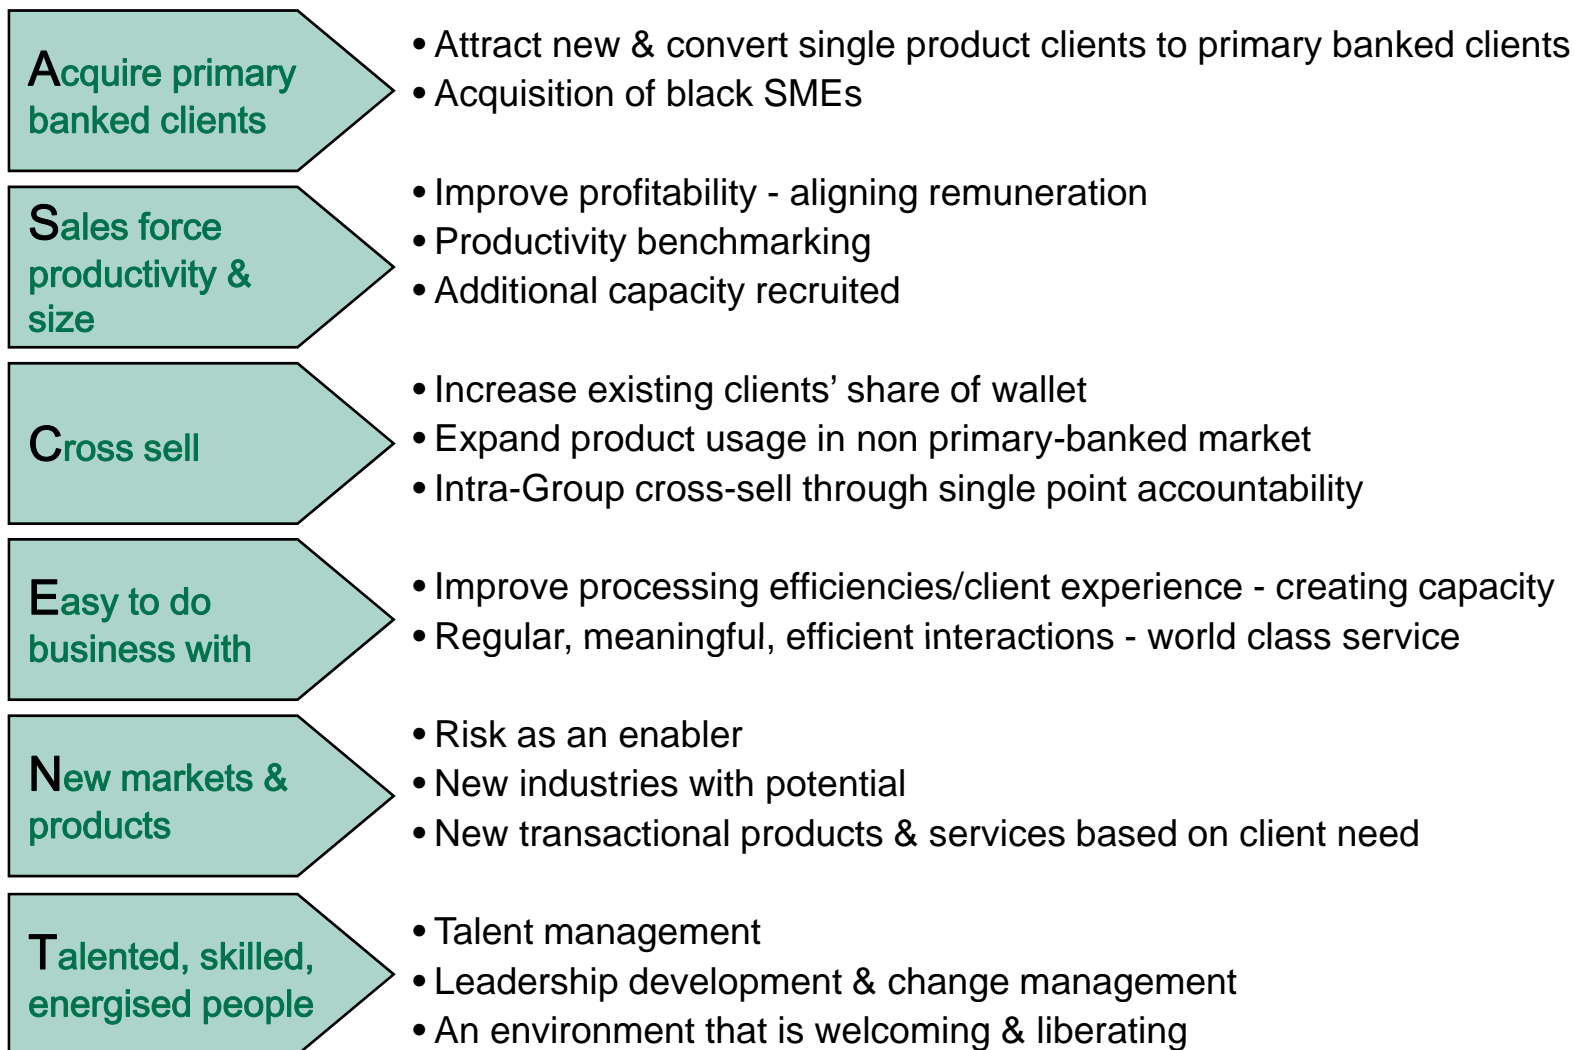 Acquire primary
banked clients
• Attract new & convert single product clients to primary banked clients
• Acquisition of black SMEs
Sales force
productivity &
size
• Improve profitability - aligning remuneration
• Productivity benchmarking
• Additional capacity recruited
Cross sell
• Increase existing clients’ share of wallet
• Expand product usage in non primary-banked market
• Intra-Group cross-sell through single point accountability
Easy to do
business with
• Improve processing efficiencies/client experience - creating capacity
• Regular, meaningful, efficient interactions - world class service
New markets &
products
• Risk as an enabler
• New industries with potential
• New transactional products & services based on client need
Talented, skilled,
energised people
• Talent management
• Leadership development & change management
• An environment that is welcoming & liberating